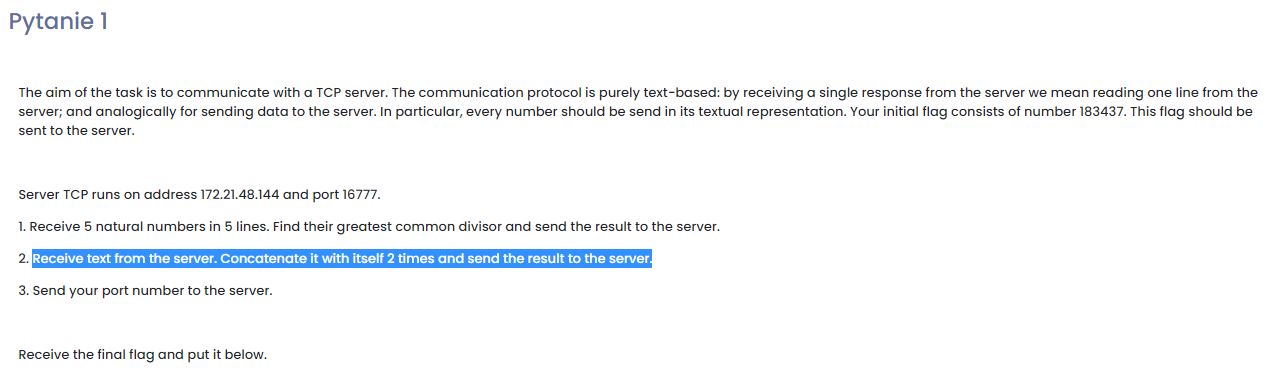 Pytanie 1
The aim of the task is to communicate with a TCP server. The communication protocol is purely text-based: by receiving a single response from the server we mean reading one line from the
server; and analogically for sending data to the server. In particular, every number should be send in its textual representation. Your initial flag consists of number 183437. This flag should be
sent to the server.
Server TCP runs on address 172.21.48.144 and port 16777.
1. Receive 5 natural numbers in 5 lines. Find their greatest common divisor and send the result to the server.
2. Receive text from the server. Concatenate it with itself 2 times and send the result to the server.
3. Send your port number to the server.
Receive the final flag and put it below.